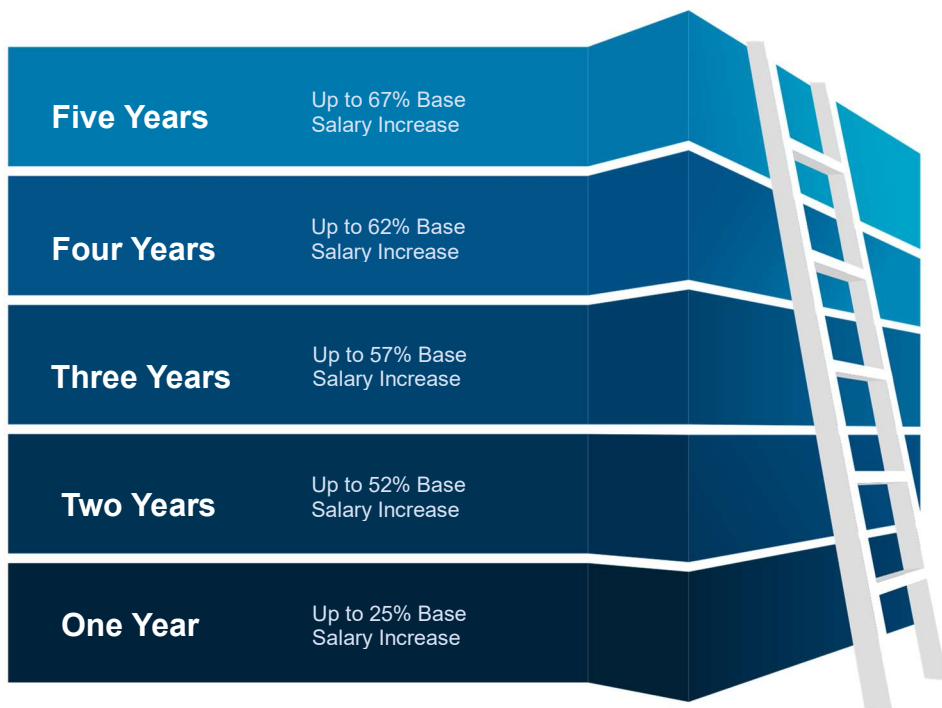 Five Years
Up to 67% Base
Salary Increase
Four Years
Up to 62% Base
Salary Increase
Three Years
Up to 57% Base
Salary Increase
Two Years
Up to 52% Base
Salary Increase
One Year
Up to 25% Base
Salary Increase